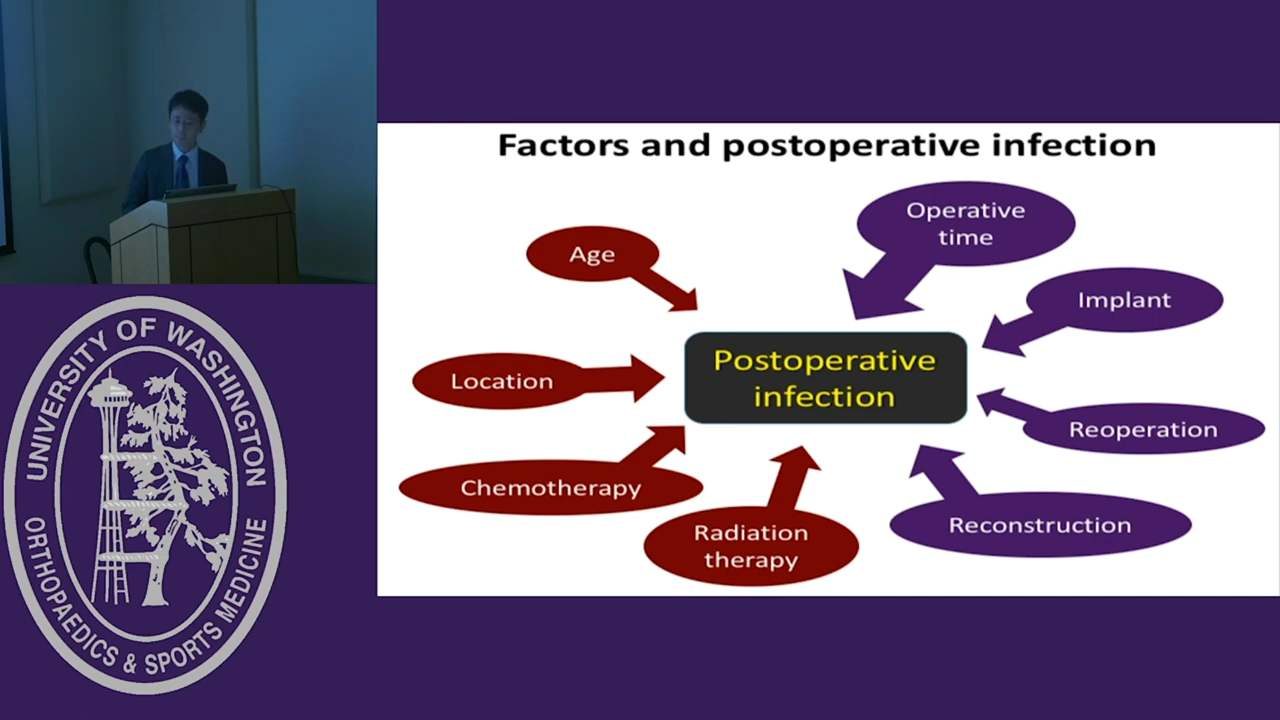 Factors and postoperative infection
Operative
time
Age
Implant
Postoperative
infection
Location
Reoperation
Chemotherapy
Reconstruction
Radiation
therapy
UNIVERSITY OF WASHINGTON
ORTHOPAEDICS & SPORTS MEDICINE